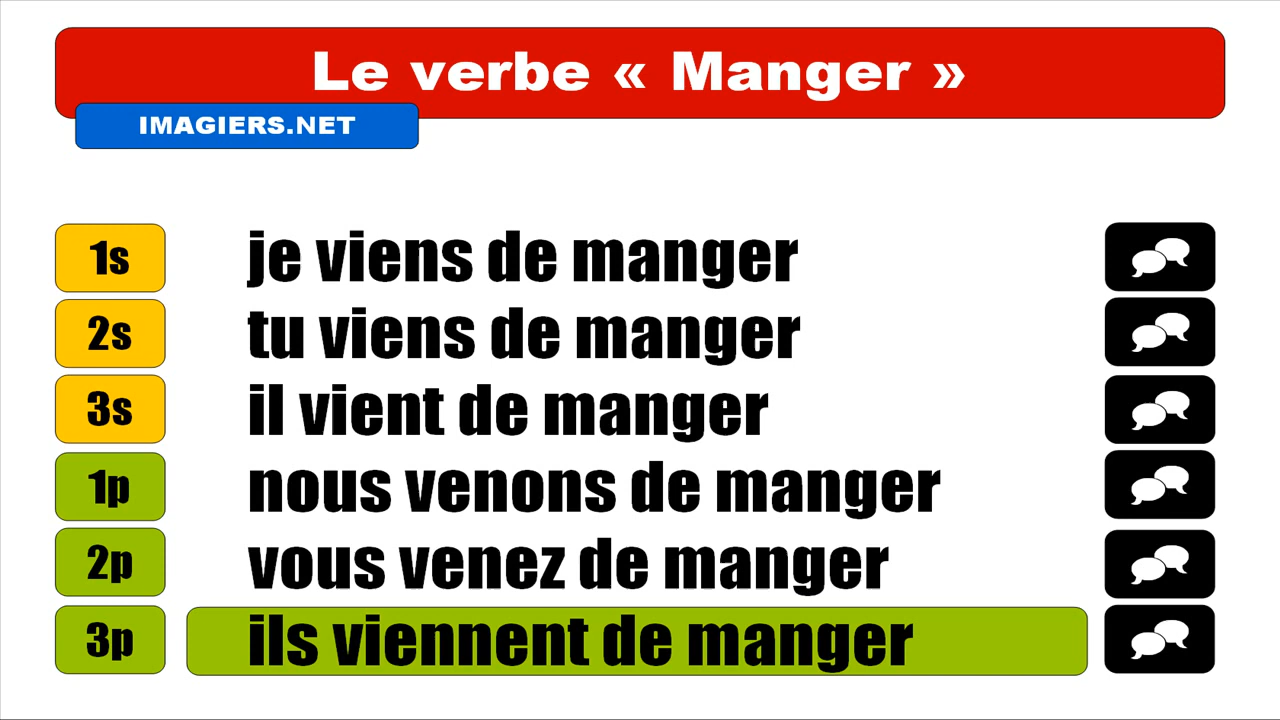 Le verbe « Manger »
IMAGIERS.NET
1s je viens de manger
2s tu viens de manger
3s il vient de manger
1p nous venons de manger
2p vous venez de manger
3p ils viennent de manger